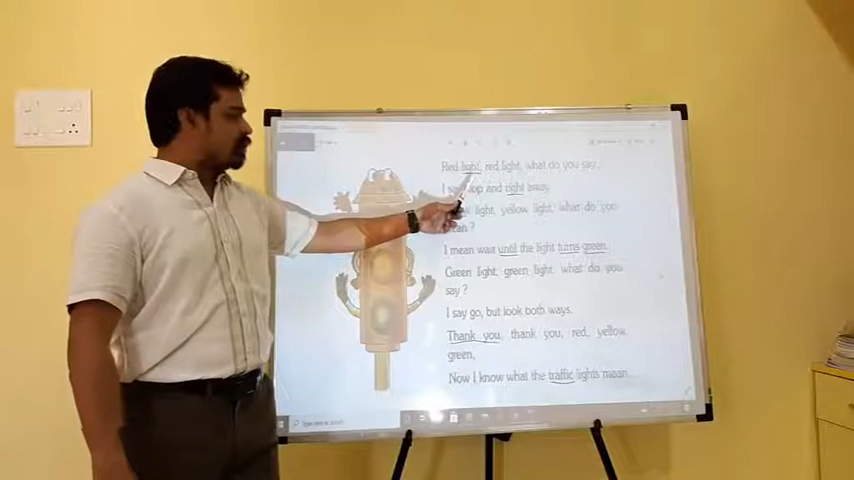 Red light, red light, what do you say.
I say stop and right away.
light, yellow light, what do you
mean ?
I mean wait until the light turns green.
Green light, green light, what do you
say ?
I say go, but look both ways.
Thank you, thank you, red, yellow,
green,
Now I know what the traffic lights mean.